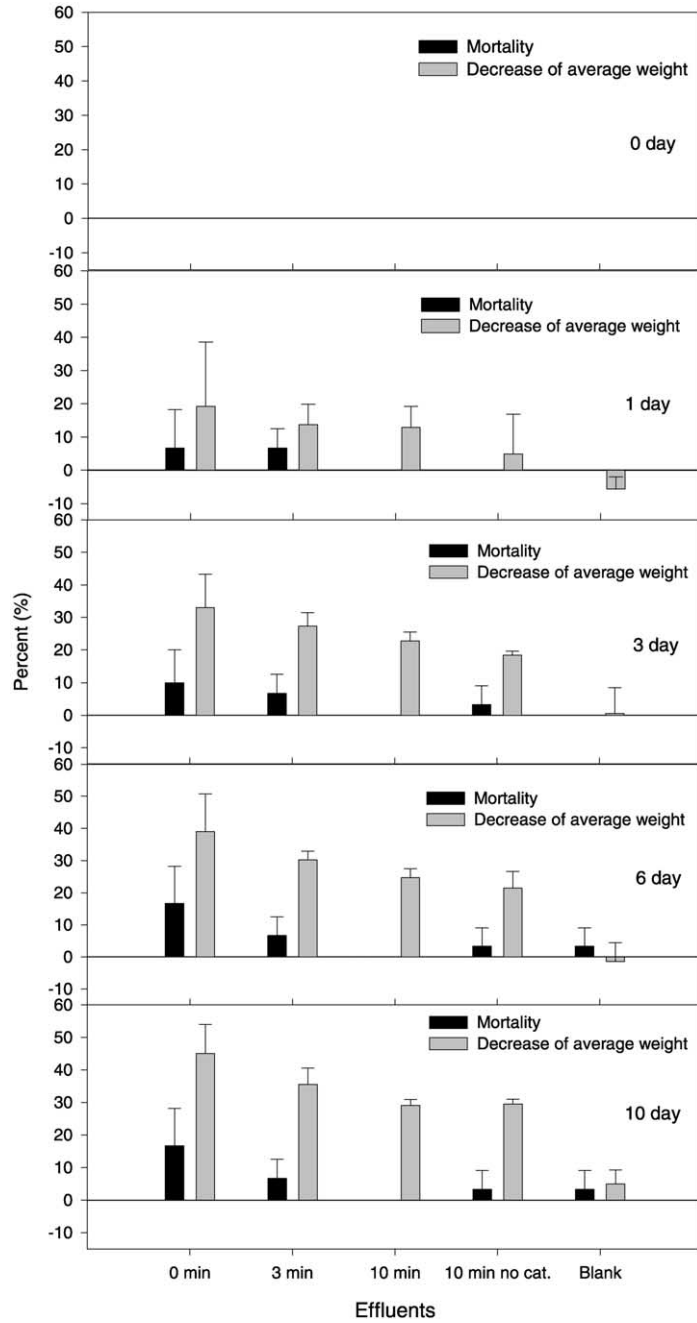 60
50
40
30
20
10
0
-10
Mortality
Decrease of average weight
0 day
60
50
40
30
20
10
0
-10
Mortality
Decrease of average weight
1 day
60
50
40
30
20
10
0
-10
Mortality
Decrease of average weight
3 day
Percent (%)
60
50
40
30
20
10
0
-10
Mortality
Decrease of average weight
6 day
60
50
40
30
20
10
0
-10
Mortality
Decrease of average weight
10 day
0 min 3 min 10 min 10 min no cat. Blank
Effluents